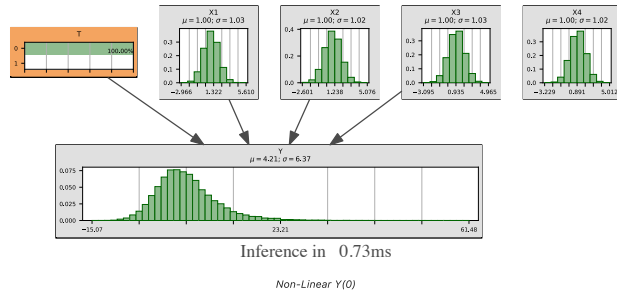 T
0
100.00%
1
X1
μ = 1.00; σ = 1.03
0.3
0.2
0.1
0.0
−2.966 1.322 5.610
X2
μ = 1.00; σ = 1.02
0.4
0.2
0.0
−2.601 1.238 5.076
X3
μ = 1.00; σ = 1.03
0.3
0.2
0.1
0.0
−3.095 0.935 4.965
X4
μ = 1.00; σ = 1.02
0.3
0.2
0.1
0.0
−3.229 0.891 5.012
Y
μ = 4.21; σ = 6.37
0.075
0.050
0.025
0.000
−15.07 23.21 61.48
Inference in 0.73ms
Non-Linear Y(0)